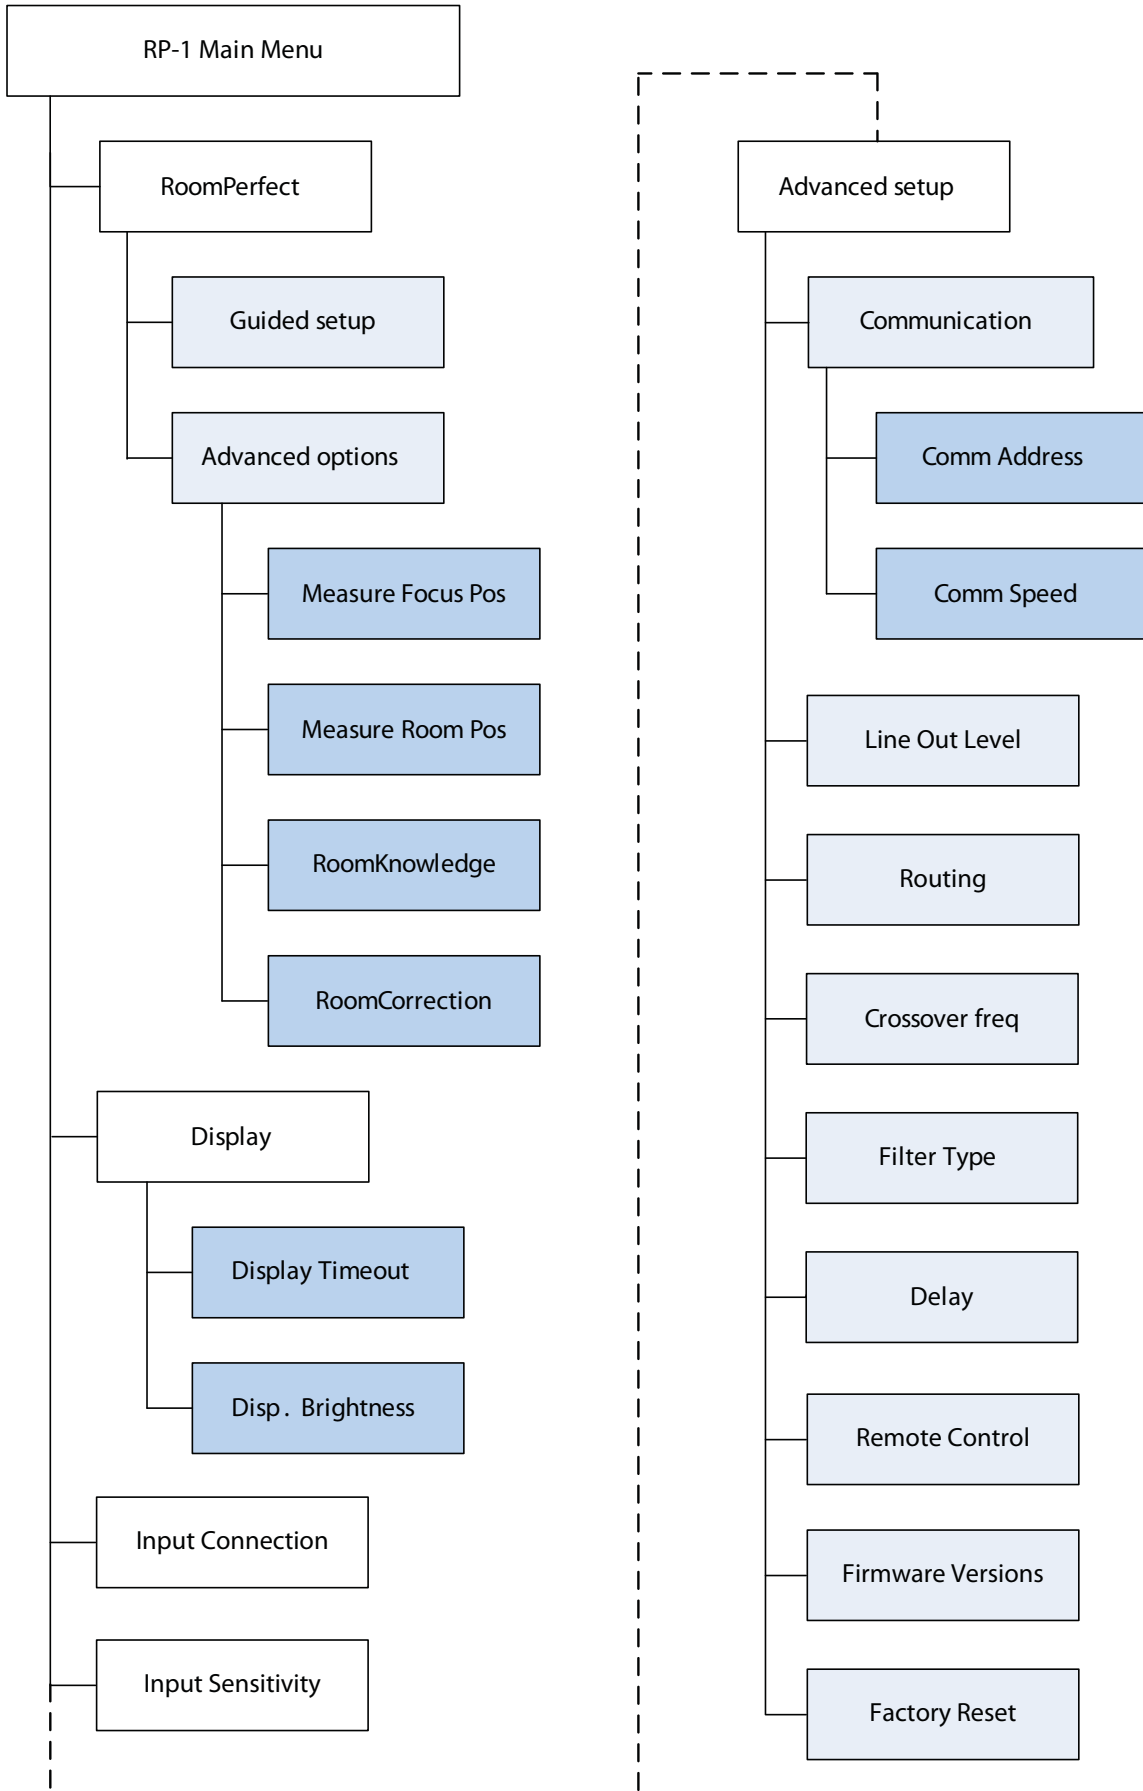 RP-1 Main Menu
RoomPerfect
Guided setup
Advanced options
Measure Focus Pos
Measure Room Pos
RoomKnowledge
RoomCorrection
Display
Display Timeout
Disp. Brightness
Input Connection
Input Sensitivity
Advanced setup
Communication
Comm Address
Comm Speed
Line Out Level
Routing
Crossover freq
Filter Type
Delay
Remote Control
Firmware Versions
Factory Reset